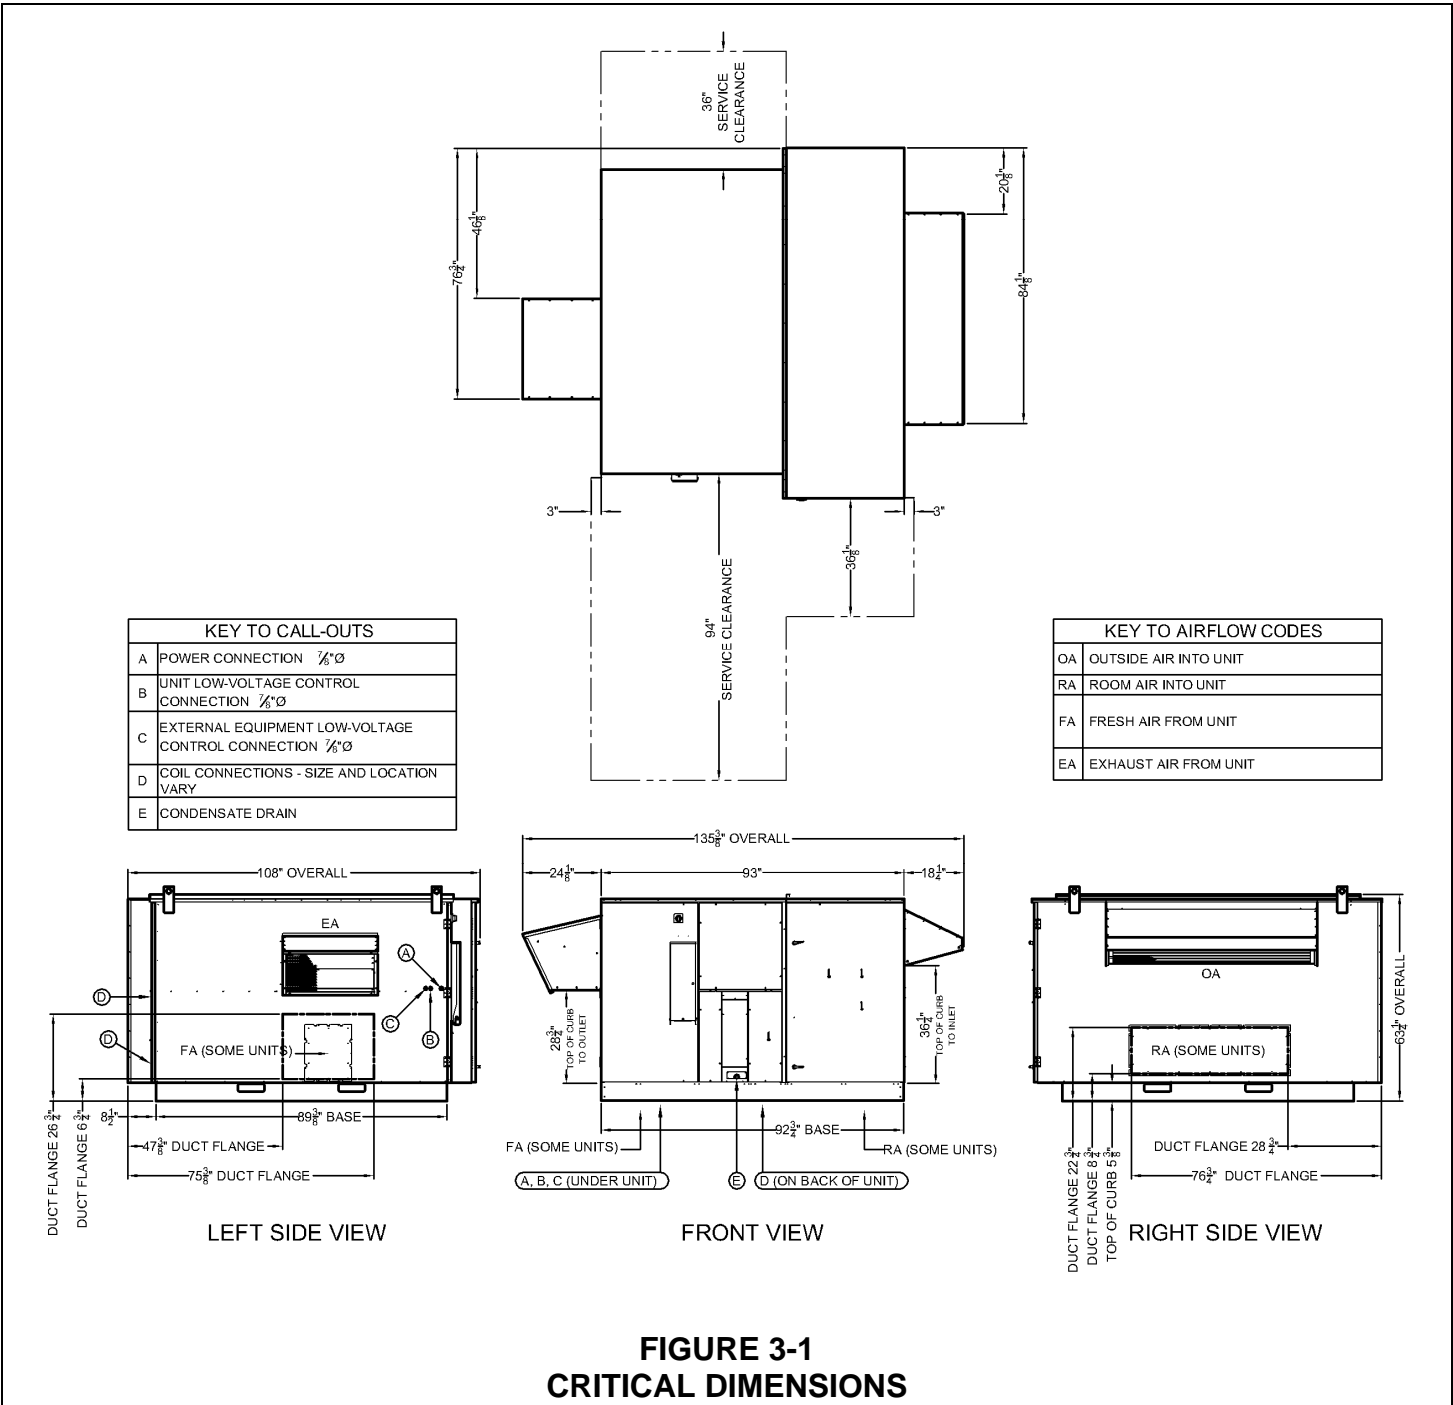 36"
SERVICE
CLEARANCE
20⅛"
46⅛"
76¾"
84⅛"
3"
3"
36⅛"
94"
SERVICE CLEARANCE
KEY TO CALL-OUTS
A POWER CONNECTION ⅞"Ø
B UNIT LOW-VOLTAGE CONTROL
CONNECTION ⅞"Ø
C EXTERNAL EQUIPMENT LOW-VOLTAGE
CONTROL CONNECTION ⅞"Ø
D COIL CONNECTIONS - SIZE AND LOCATION
VARY
E CONDENSATE DRAIN
KEY TO AIRFLOW CODES
OA OUTSIDE AIR INTO UNIT
RA ROOM AIR INTO UNIT
FA FRESH AIR FROM UNIT
EA EXHAUST AIR FROM UNIT
108" OVERALL
EA
A
D
C
B
D
FA (SOME UNITS)
DUCT FLANGE 26¾"
DUCT FLANGE 6¾"
8½"
89⅜" BASE
47⅜" DUCT FLANGE
75⅜" DUCT FLANGE
LEFT SIDE VIEW
135⅜" OVERALL
24⅛"
93"
18¼"
28¾"
TOP OF CURB
TO OUTLET
36¼"
TOP OF CURB
TO INLET
92¾" BASE
FA (SOME UNITS)
RA (SOME UNITS)
A, B, C (UNDER UNIT)
E
D (ON BACK OF UNIT)
FRONT VIEW
OA
63¼" OVERALL
RA (SOME UNITS)
DUCT FLANGE 28¾"
76¾" DUCT FLANGE
DUCT FLANGE 22¾"
DUCT FLANGE 8¾"
TOP OF CURB 5⅝"
RIGHT SIDE VIEW
FIGURE 3-1
CRITICAL DIMENSIONS